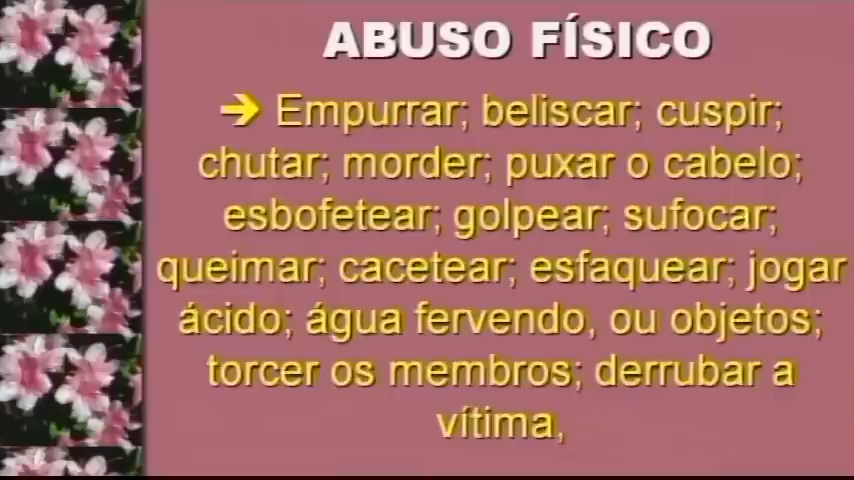 ABUSO FÍSICO
➔ Empurrar; beliscar; cuspir;
chutar; morder; puxar o cabelo;
esbofetear; golpear; sufocar;
queimar; cacetear; esfaquear; jogar
ácido; água fervendo, ou objetos;
torcer os membros; derrubar a
vítima,